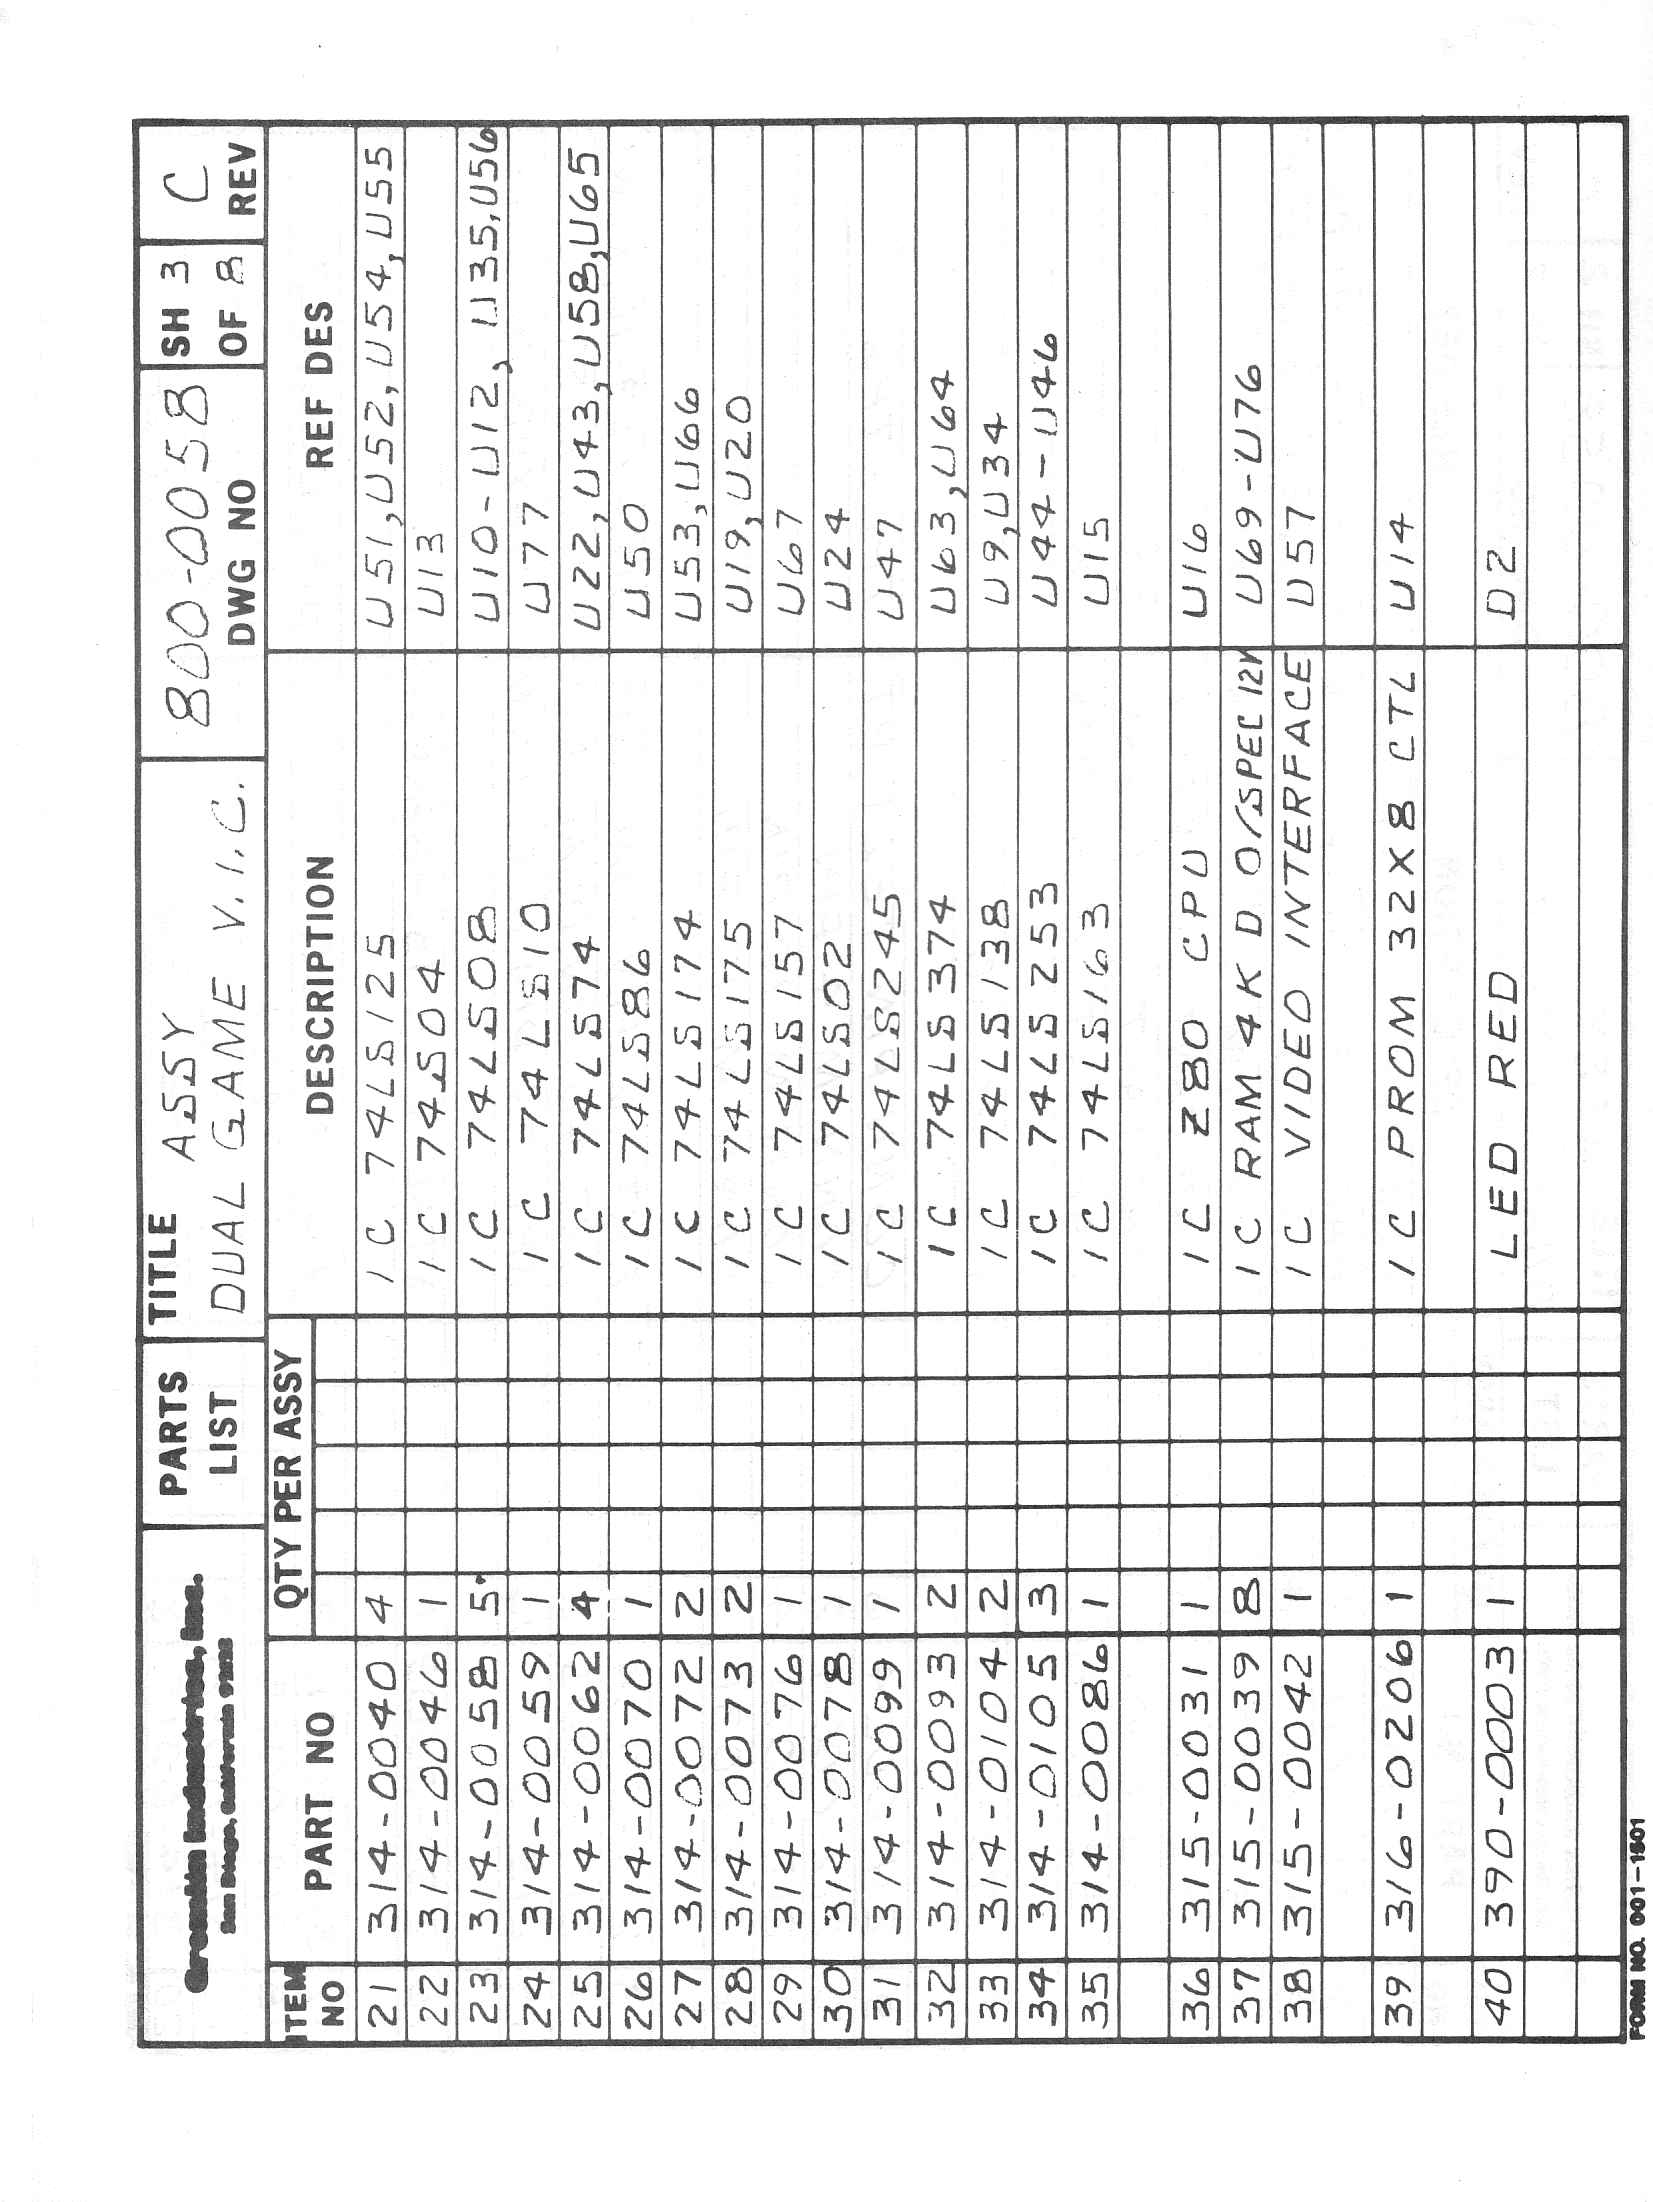 Gremlin Industries, Inc.
San Diego, California 92123
PARTS LIST
TITLE ASSY
DUAL GAME V.I.C.
800-0058
DWG NO
SH 3
OF 8
C
REV
ITEM NO PART NO QTY PER ASSY DESCRIPTION REF DES
21 314-0040 4 IC 74LS125 U51,U52,U54,U55
22 314-0046 1 IC 74S04 U13
23 314-0058 5 IC 74LS08 U10-U12, U35,U56
24 314-0059 1 IC 74LS10 U77
25 314-0062 4 IC 74LS74 U22,U43,U58,U65
26 314-0070 1 IC 74LS86 U50
27 314-0072 2 IC 74LS174 U53,U66
28 314-0073 2 IC 74LS175 U19,U20
29 314-0076 1 IC 74LS157 U67
30 314-0078 1 IC 74LS02 U24
31 314-0099 1 IC 74LS245 U47
32 314-0093 2 IC 74LS374 U63,U64
33 314-0104 2 IC 74LS138 U9,U34
34 314-0105 3 IC 74LS253 U44-U46
35 314-0086 1 IC 74LS163 U15
36 315-0031 1 IC Z80 CPU U16
37 315-0039 8 IC RAM 4K D O/SPEC 12V U69-U76
38 315-0042 1 IC VIDEO INTERFACE U57
39 316-0206 1 IC PROM 32X8 CTL U14
40 390-0003 1 LED RED D2
FORM NO. 001-1501